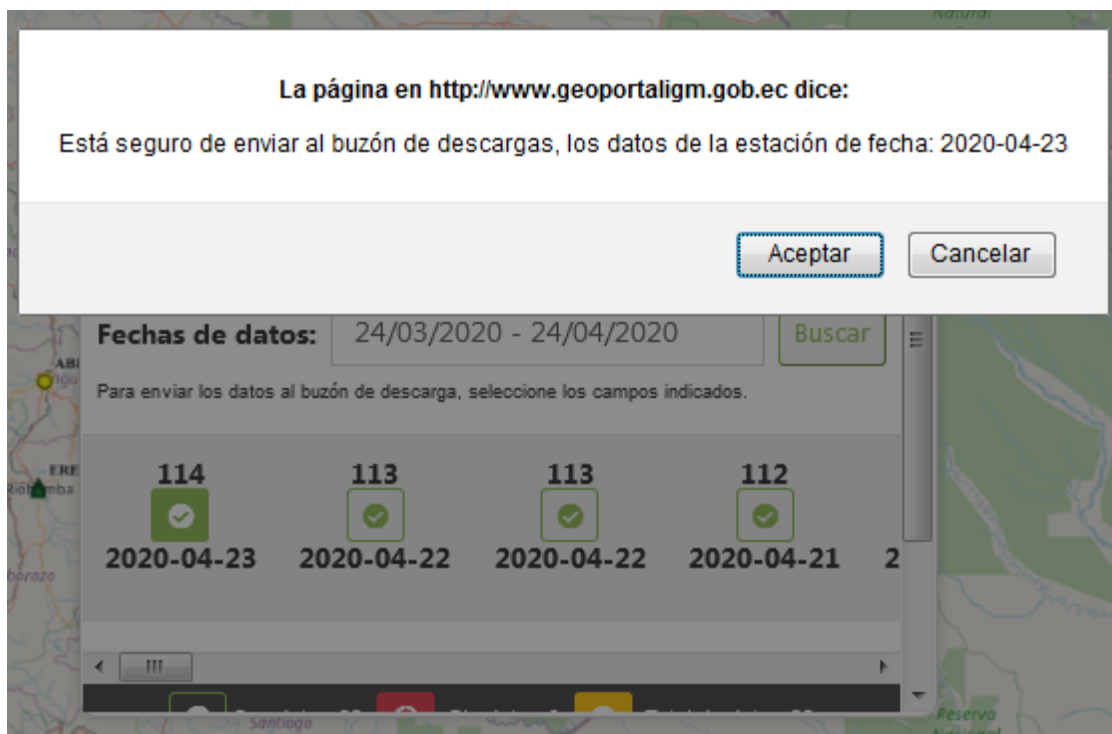 Natural
La página en http://www.geoportaligm.gob.ec dice:
Está seguro de enviar al buzón de descargas, los datos de la estación de fecha: 2020-04-23
Aceptar
Cancelar
Fechas de datos:
24/03/2020 - 24/04/2020
Buscar
Para enviar los datos al buzón de descarga, seleccione los campos indicados.
114
113
113
112
2020-04-23
2020-04-22
2020-04-22
2020-04-21
2
ERE
Santiago
Reserva